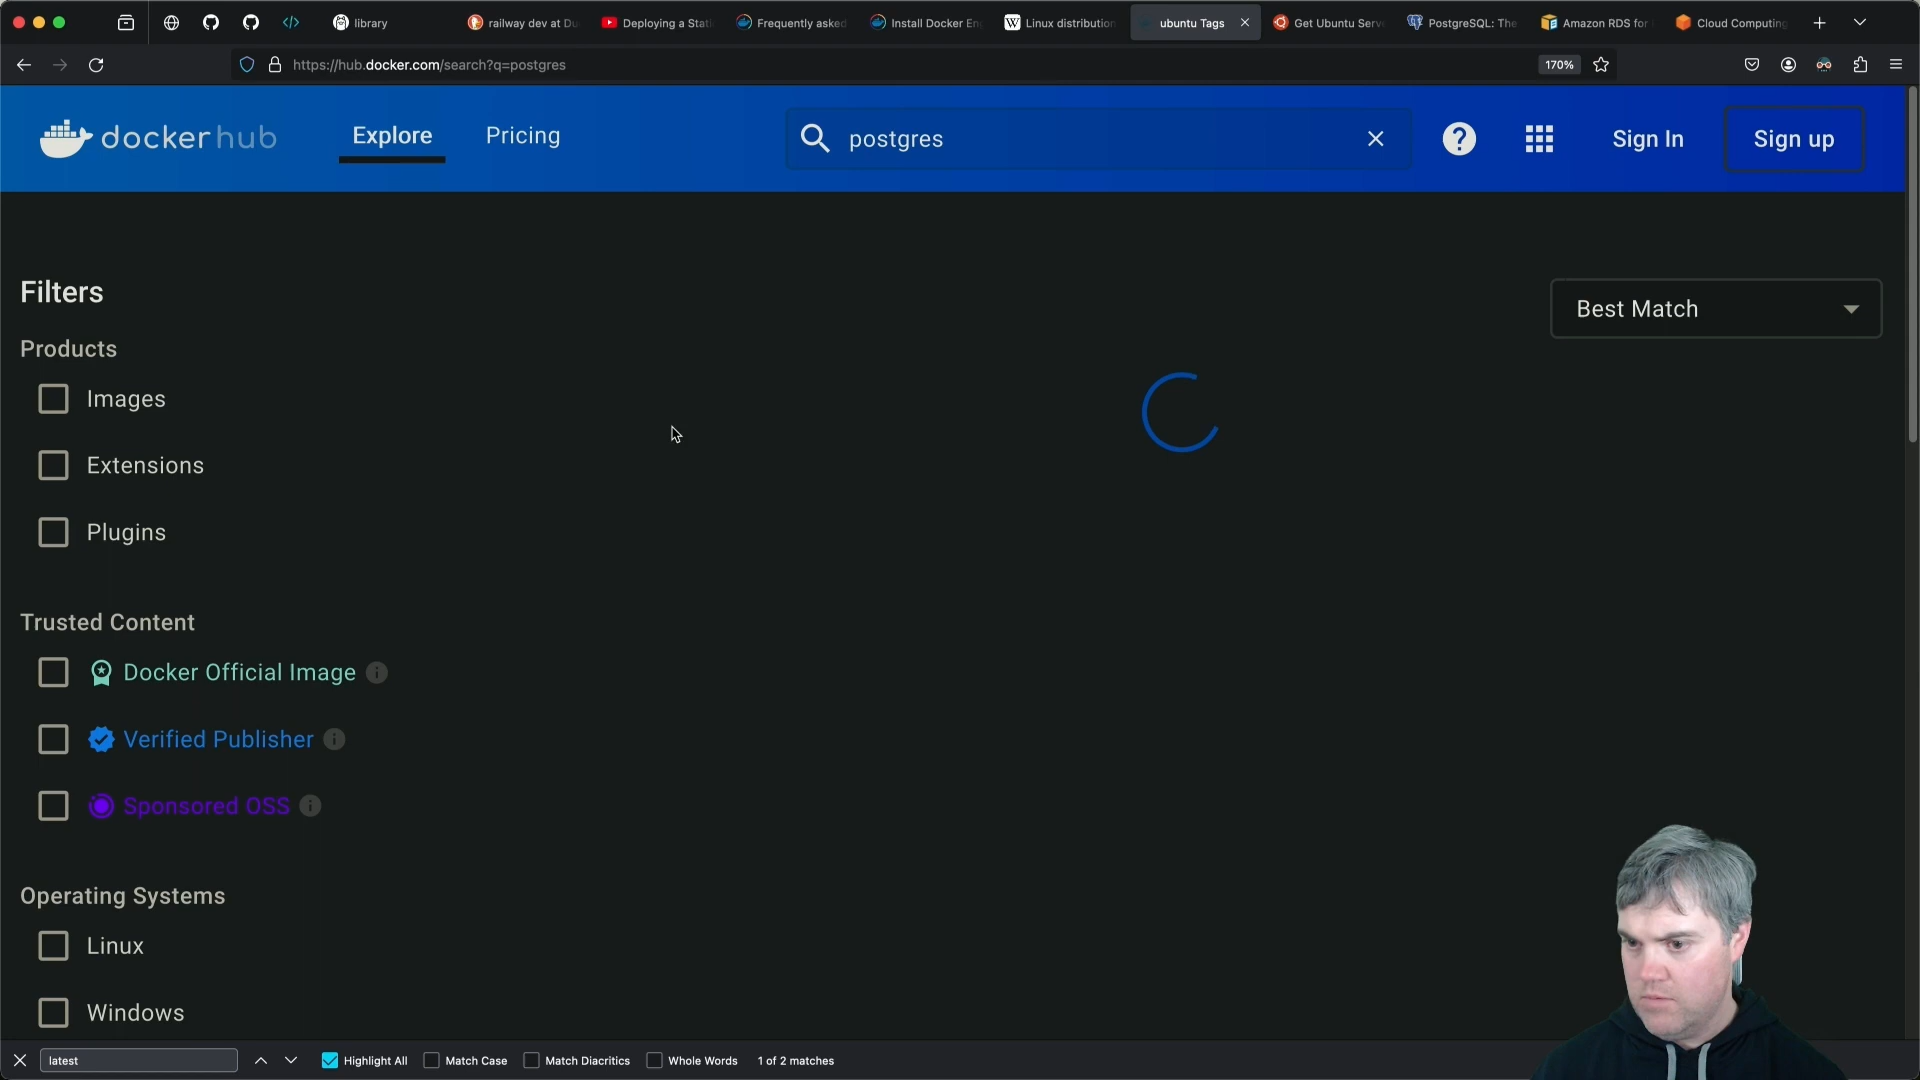 library
railway dev at Du
Deploying a Stati
Frequently asked
Install Docker En
Linux distribution
ubuntu Tags
Get Ubuntu Serv
PostgreSQL: The
Amazon RDS for
Cloud Computing
https://hub.docker.com/search?q=postgres
170%
dockerhub
Explore
Pricing
postgres
Sign In
Sign up
Filters
Best Match
Products
Images
Extensions
Plugins
Trusted Content
Docker Official Image
Verified Publisher
Sponsored OSS
Operating Systems
Linux
Windows
latest
Highlight All
Match Case
Match Diacritics
Whole Words
1 of 2 matches